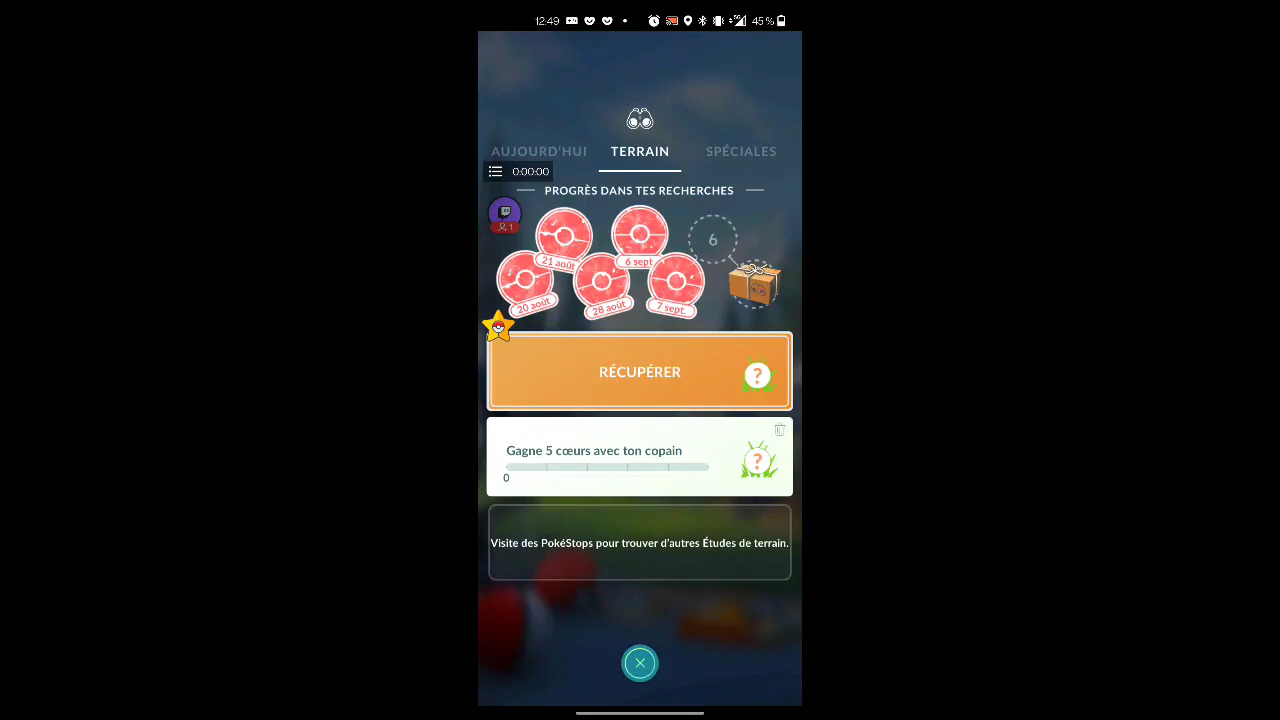 12:49 5G 45 %
AUJOURD'HUI TERRAIN SPÉCIALES
0:00:00
PROGRÈS DANS TES RECHERCHES
1
6
21 août 6 sept.
20 août 28 août 7 sept.
RÉCUPÉRER
?
Gagne 5 cœurs avec ton copain
?
0
Visite des PokéStops pour trouver d'autres Études de terrain.